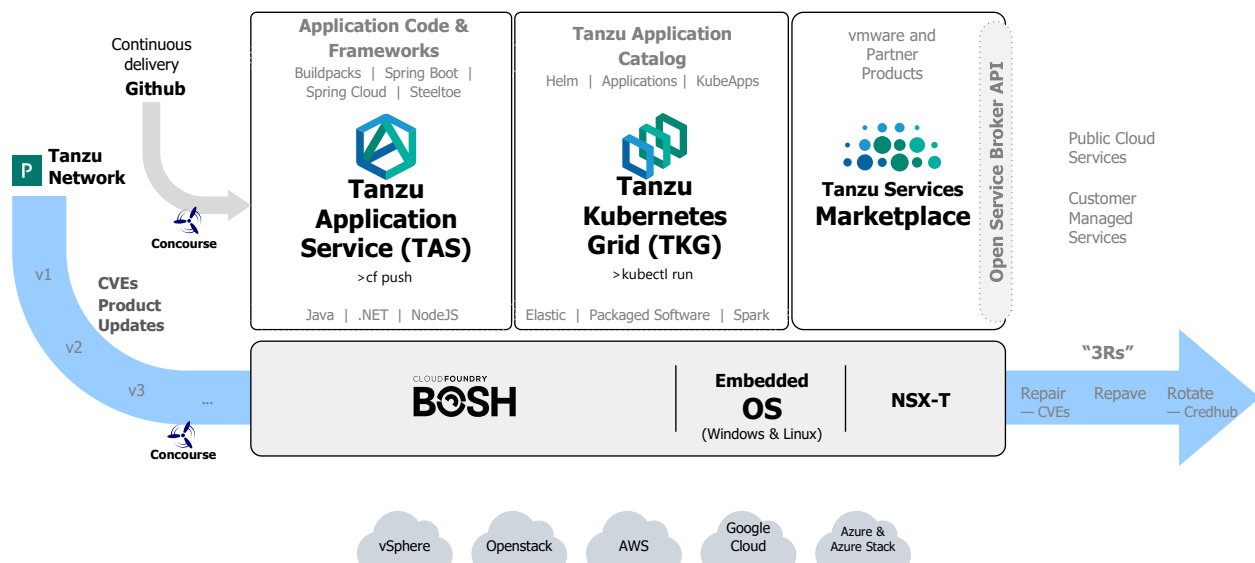 Continuous
delivery
Github
Tanzu
Network
P
Concourse
v1
v2
v3
...
CVEs
Product
Updates
Concourse
Application Code &
Frameworks
Buildpacks | Spring Boot |
Spring Cloud | Steeltoe
Tanzu
Application
Service (TAS)
>cf push
Java | .NET | NodeJS
Tanzu Application
Catalog
Helm | Applications | KubeApps
Tanzu
Kubernetes
Grid (TKG)
>kubectl run
Elastic | Packaged Software | Spark
vmware and
Partner
Products
Tanzu Services
Marketplace
Open Service Broker API
Public Cloud
Services
Customer
Managed
Services
CLOUDFOUNDRY
BOSH
Embedded
OS
(Windows & Linux)
NSX-T
"3Rs"
Repair
— CVEs
Repave
Rotate
— Credhub
vSphere
Openstack
AWS
Google
Cloud
Azure &
Azure Stack